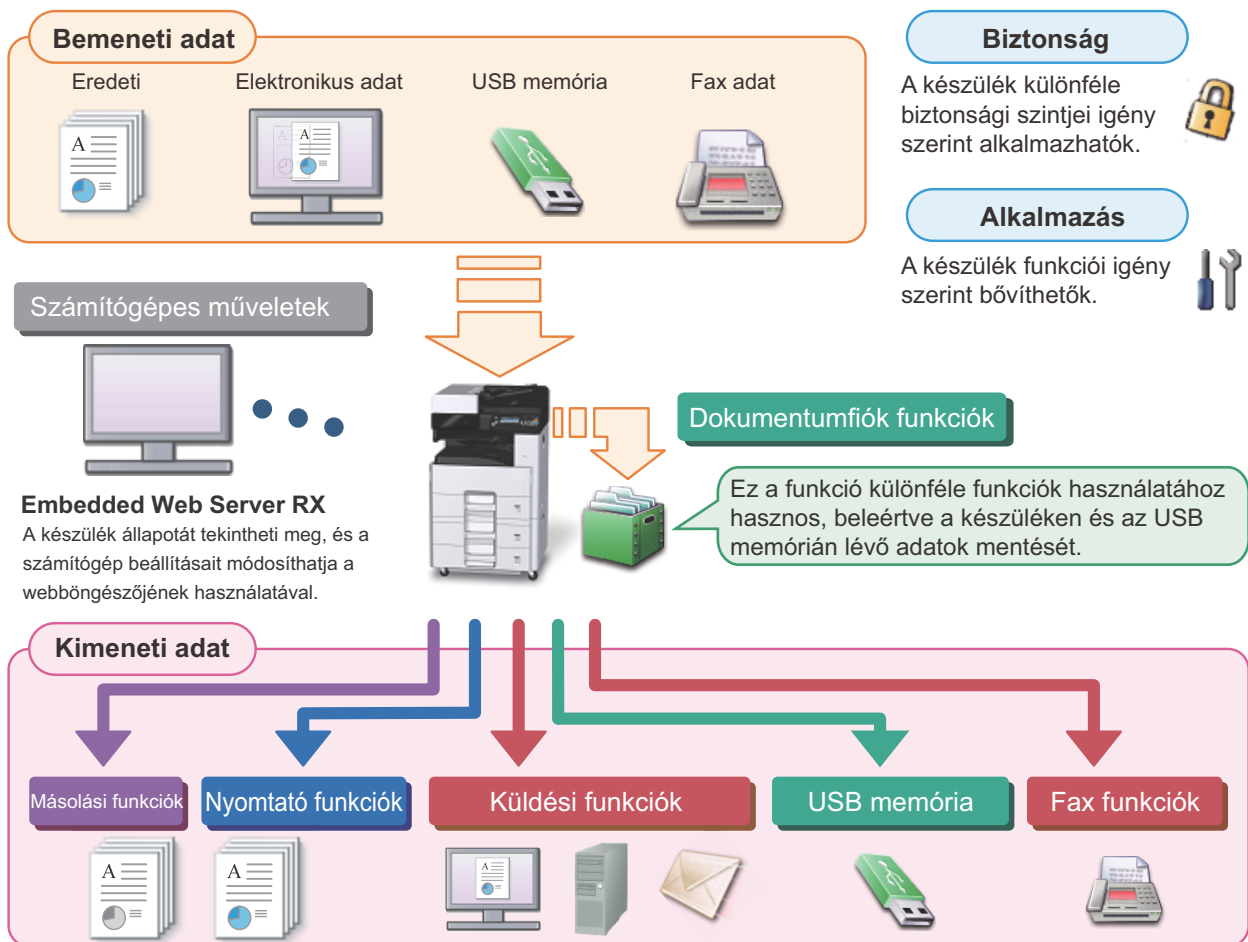 Bemeneti adat
Eredeti
Elektronikus adat
USB memória
Fax adat
Biztonság
A készülék különféle
biztonsági szintjei igény
szerint alkalmazhatók.
Alkalmazás
A készülék funkciói igény
szerint bővíthetők.
Számítógépes műveletek
Embedded Web Server RX
A készülék állapotát tekintheti meg, és a
számítógép beállításait módosíthatja a
webböngészőjének használatával.
Dokumentumfiók funkciók
Ez a funkció különféle funkciók használatához
hasznos, beleértve a készüléken és az USB
memórián lévő adatok mentését.
Kimeneti adat
Másolási funkciók
Nyomtató funkciók
Küldési funkciók
USB memória
Fax funkciók